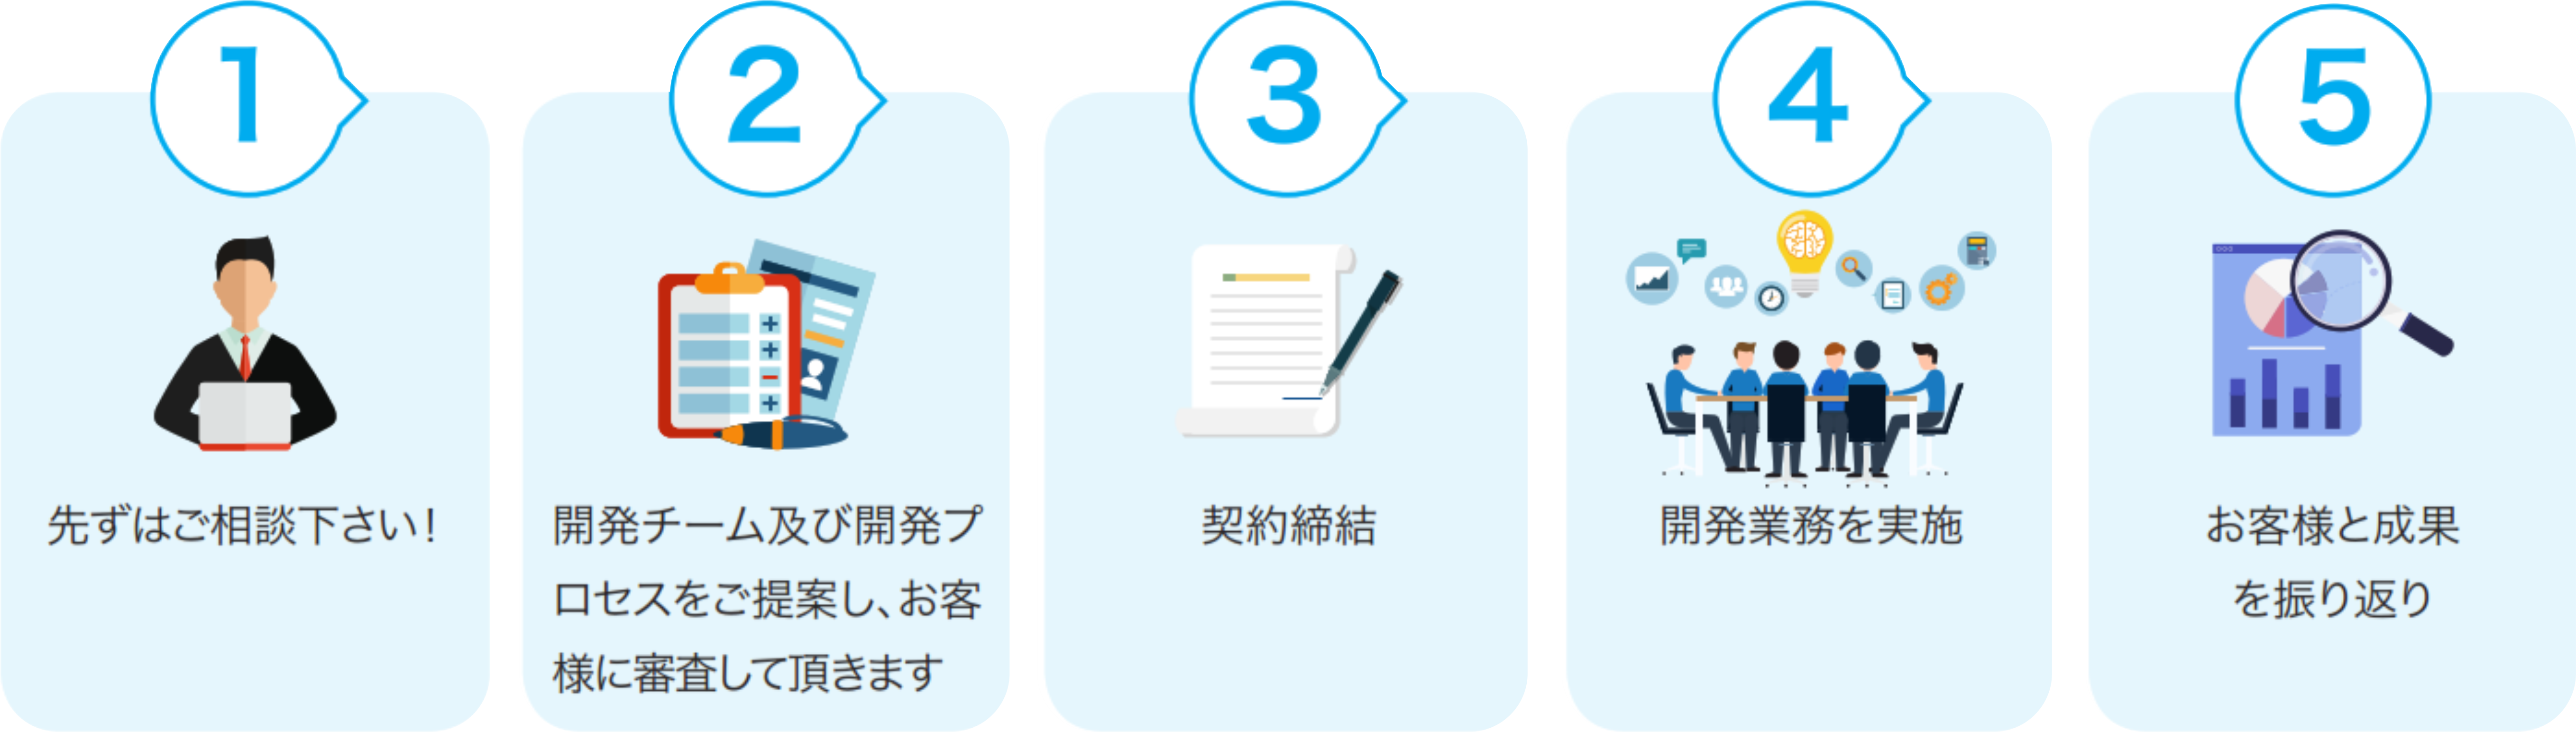 1
先ずはご相談下さい！
2
開発チーム及び開発プ
ロセスをご提案し、お客
様に審査して頂きます
3
契約締結
4
開発業務を実施
5
お客様と成果
を振り返り